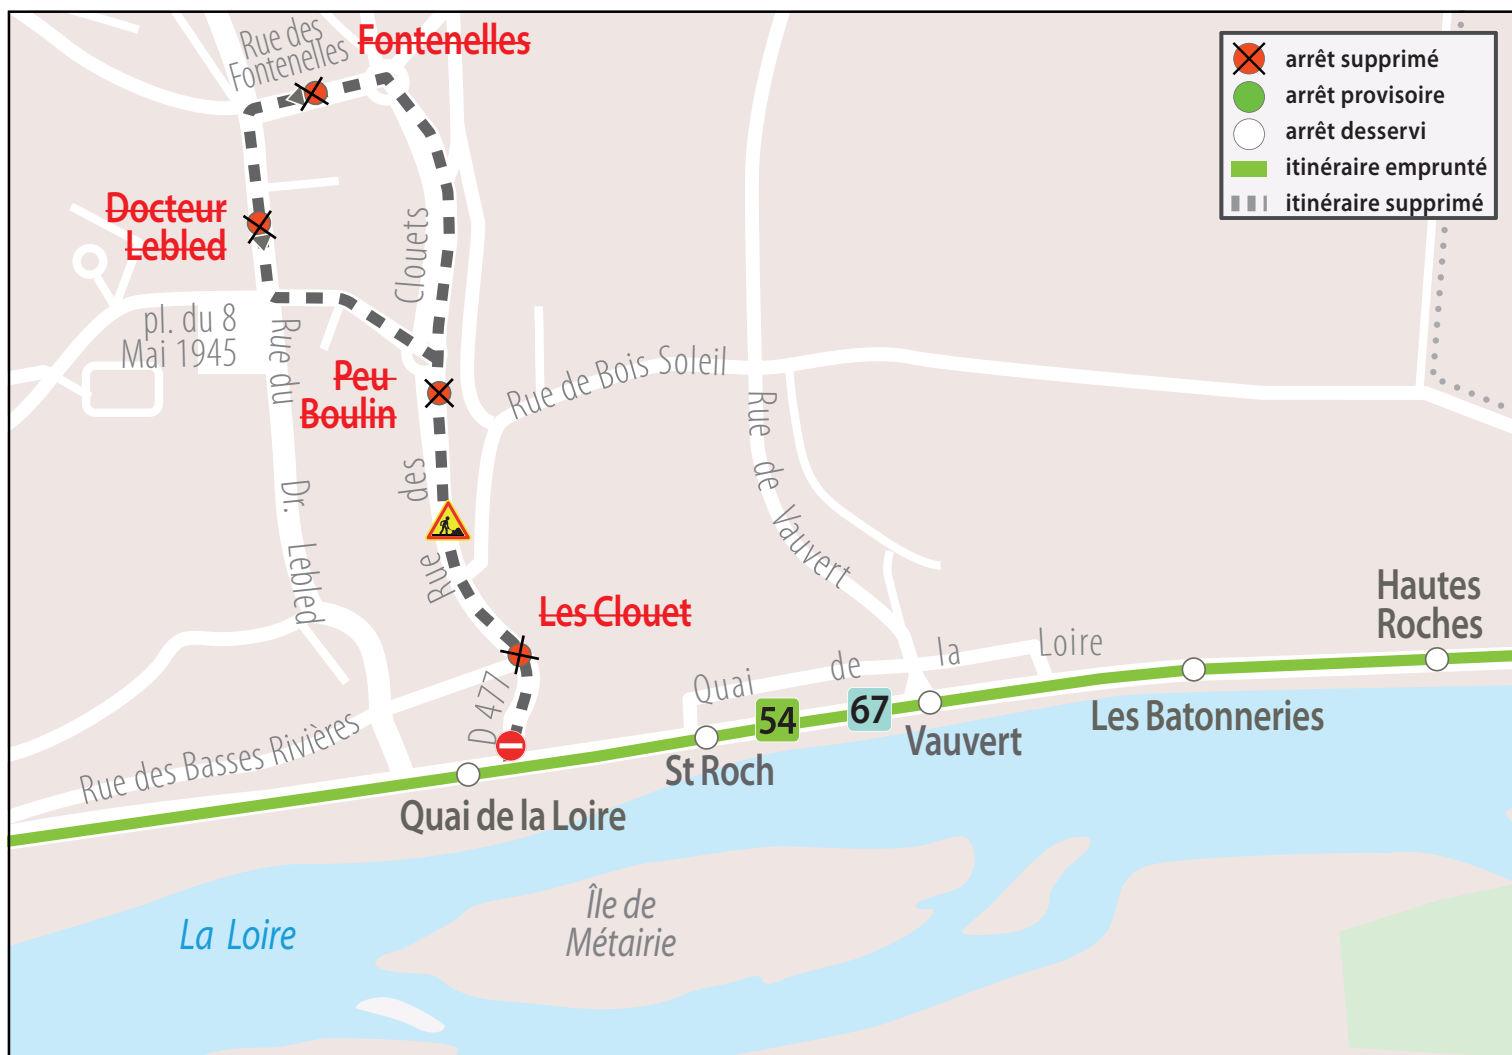 Rue des
Fontenelles
Fontenelles
arrêt supprimé
arrêt provisoire
arrêt desservi
itinéraire emprunté
itinéraire supprimé
Docteur
Lebled
Clouets
pl. du 8
Mai 1945
Rue du
Peu
Boulin
Rue de Bois Soleil
Rue de Vauvert
des
Dr.
Lebled
Rue
Les Clouet
Hautes
Roches
Quai de la Loire
D 477
54
67
Rue des Basses Rivières
St Roch
Vauvert
Les Batonneries
Quai de la Loire
La Loire
Île de
Métairie